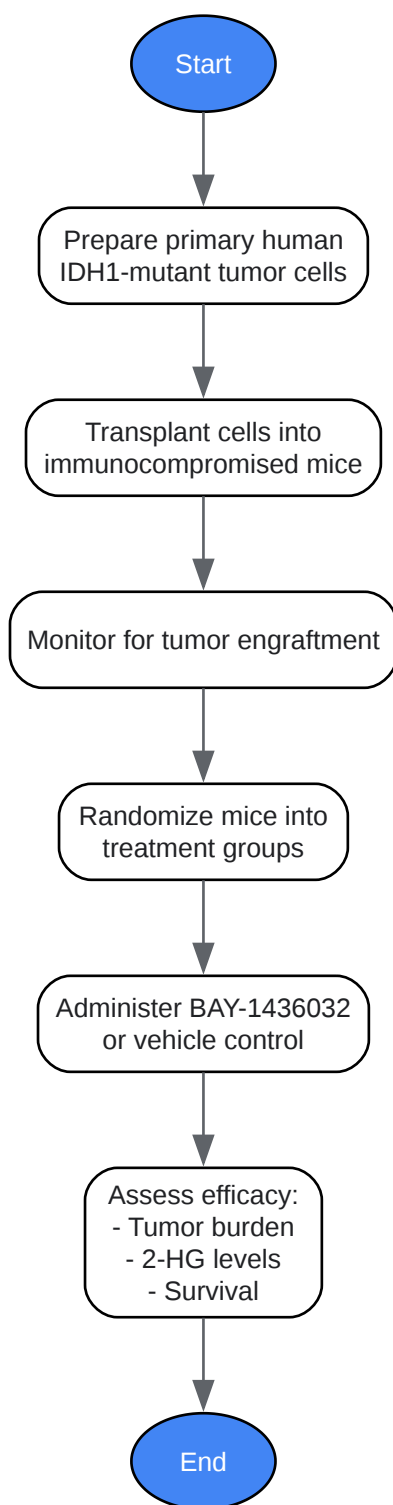 Start
Prepare primary human
IDH1-mutant tumor cells
Transplant cells into
immunocompromised mice
Monitor for tumor engraftment
Randomize mice into
treatment groups
Administer BAY-1436032
or vehicle control
Assess efficacy:
- Tumor burden
- 2-HG levels
- Survival
End